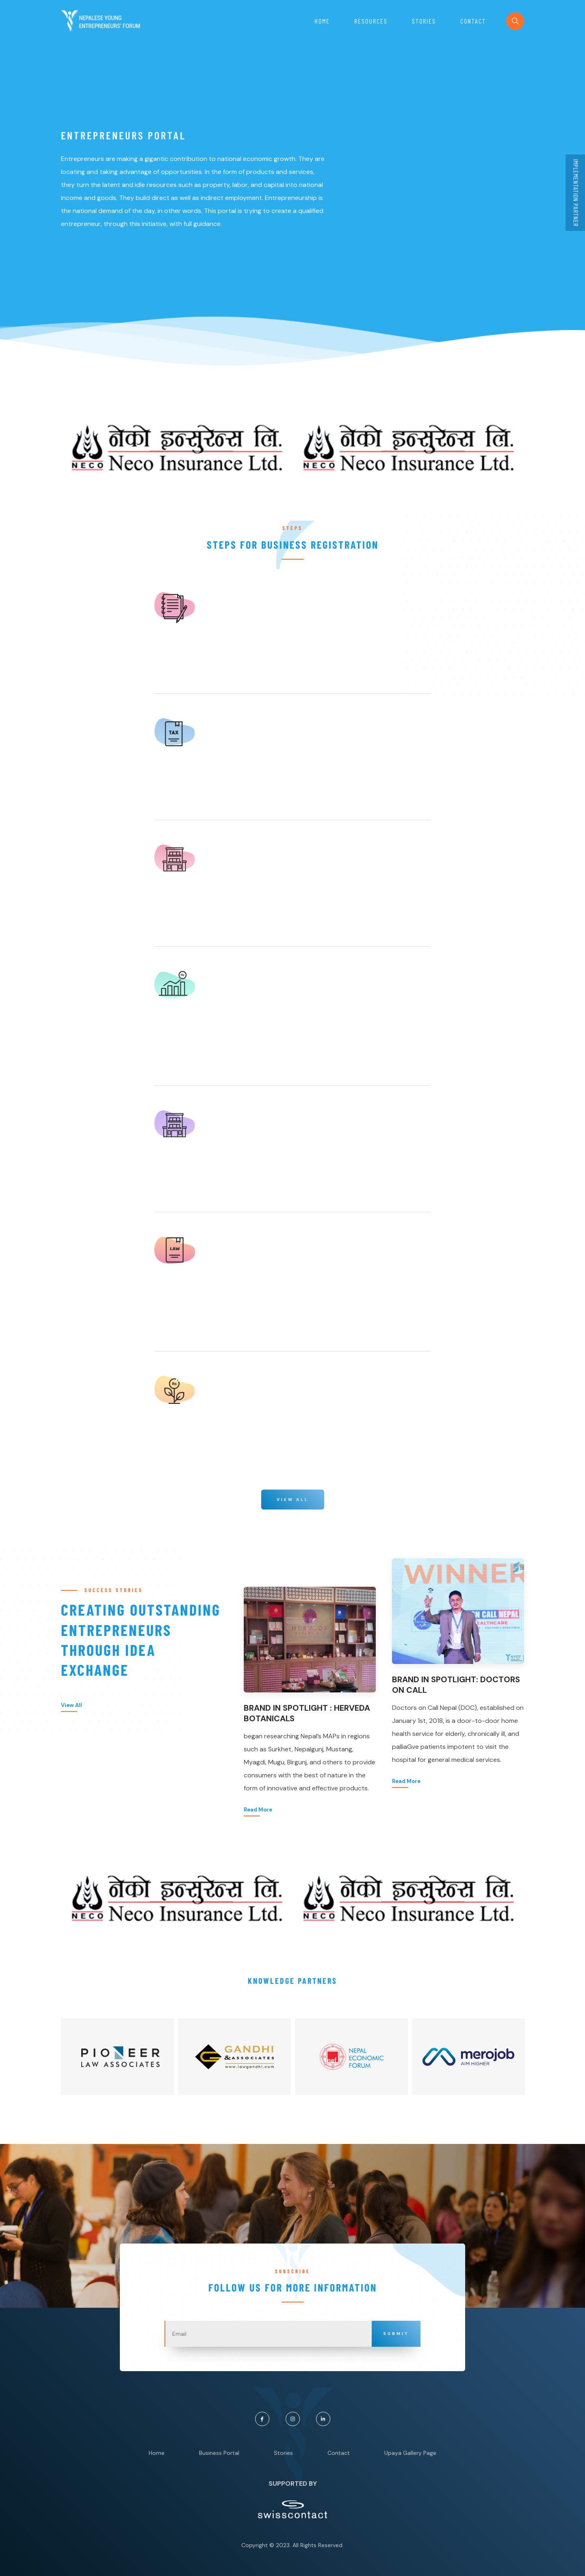 NEPALESE YOUNG
ENTREPRENEURS' FORUM
HOME
RESOURCES
STORIES
CONTACT
IMPLEMENTATION PARTNER
ENTREPRENEURS PORTAL
Entrepreneurs are making a gigantic contribution to national economic growth. They are
locating and taking advantage of opportunities. In the form of products and services,
they turn the latent and idle resources such as property, labor, and capital into national
income and goods. They build direct as well as indirect employment. Entrepreneurship is
the national demand of the day, in other words. This portal is trying to create a qualified
entrepreneur, through this initiative, with full guidance.
NECO
नेको इन्सुरेन्स लि.
Neco Insurance Ltd.
NECO
नेको इन्सुरेन्स लि.
Neco Insurance Ltd.
STEPS
STEPS FOR BUSINESS REGISTRATION
TAX
LAW
VIEW ALL
SUCCESS STORIES
CREATING OUTSTANDING
ENTREPRENEURS
THROUGH IDEA
EXCHANGE
View All
BRAND IN SPOTLIGHT : HERVEDA
BOTANICALS
began researching Nepal's MAPs in regions
such as Surkhet, Nepalgunj, Mustang,
Myagdi, Mugu, Birgunj, and others to provide
consumers with the best of nature in the
form of innovative and effective products.
Read More
WINNER
BRAND IN SPOTLIGHT: DOCTORS
ON CALL
Doctors on Call Nepal (DOC), established on
January 1st, 2018, is a door-to-door home
health service for elderly, chronically ill, and
palliaGve patients impotent to visit the
hospital for general medical services.
Read More
NECO
नेको इन्सुरेन्स लि.
Neco Insurance Ltd.
NECO
नेको इन्सुरेन्स लि.
Neco Insurance Ltd.
KNOWLEDGE PARTNERS
PIONEER
LAW ASSOCIATES
GANDHI
&ASSOCIATES
www.lawgandhi.com
NEPAL
ECONOMIC
FORUM
merojob
AIM HIGHER
SUBSCRIBE
FOLLOW US FOR MORE INFORMATION
Email
SUBMIT
Home
Business Portal
Stories
Contact
Upaya Gallery Page
SUPPORTED BY
swisscontact
Copyright © 2023. All Rights Reserved.